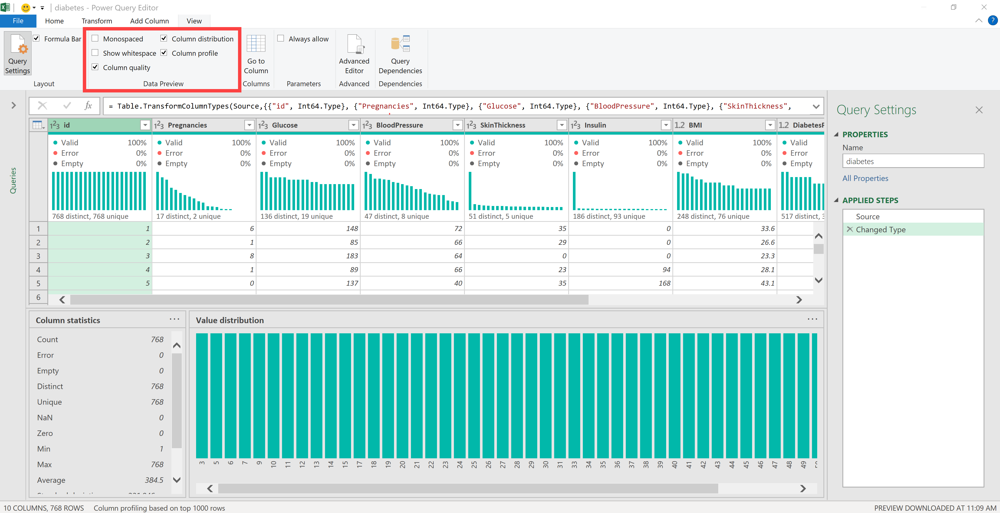 diabetes - Power Query Editor
File Home Transform Add Column View
Formula Bar
Monospaced
Column distribution
Always allow
Show whitespace
Column profile
Column quality
Query Settings
Go to Column
Advanced Editor
Query Dependencies
Layout
Data Preview
Columns
Parameters
Advanced
Dependencies
fx
= Table.TransformColumnTypes(Source,{{"id", Int64.Type}, {"Pregnancies", Int64.Type}, {"Glucose", Int64.Type}, {"BloodPressure", Int64.Type}, {"SkinThickness",
Queries
123 id 123 Pregnancies 123 Glucose 123 BloodPressure 123 SkinThickness 123 Insulin 1.2 BMI 1.2
Valid 100% Valid 100% Valid 100% Valid 100% Valid 100% Valid 100% Valid 100% Valid
Error 0% Error 0% Error 0% Error 0% Error 0% Error 0% Error 0% Error
Empty 0% Empty 0% Empty 0% Empty 0% Empty 0% Empty 0% Empty 0% Empty
768 distinct, 768 unique 17 distinct, 2 unique 136 distinct, 19 unique 47 distinct, 8 unique 51 distinct, 5 unique 186 distinct, 93 unique 248 distinct, 76 unique 517 distinct,
1 1 6 148 72 35 0 33.6
2 2 1 85 66 29 0 26.6
3 3 8 183 64 0 0 23.3
4 4 1 89 66 23 94 28.1
5 5 0 137 40 35 168 43.1
6
Column statistics ...
Count 768
Error 0
Empty 0
Distinct 768
Unique 768
NaN 0
Zero 0
Min 1
Max 768
Average 384.5
Value distribution ...
3 5 6 7 9 10 11 12 13 14 15 17 18 19 20 21 22 23 24 25 26 27 28 29 30 31 33 34 35 36 37 38 39 40 41 42 43 44 45 46 47 48 49
Query Settings
PROPERTIES
Name
diabetes
All Properties
APPLIED STEPS
Source
Changed Type
10 COLUMNS, 768 ROWS Column profiling based on top 1000 rows
PREVIEW DOWNLOADED AT 11:09 AM